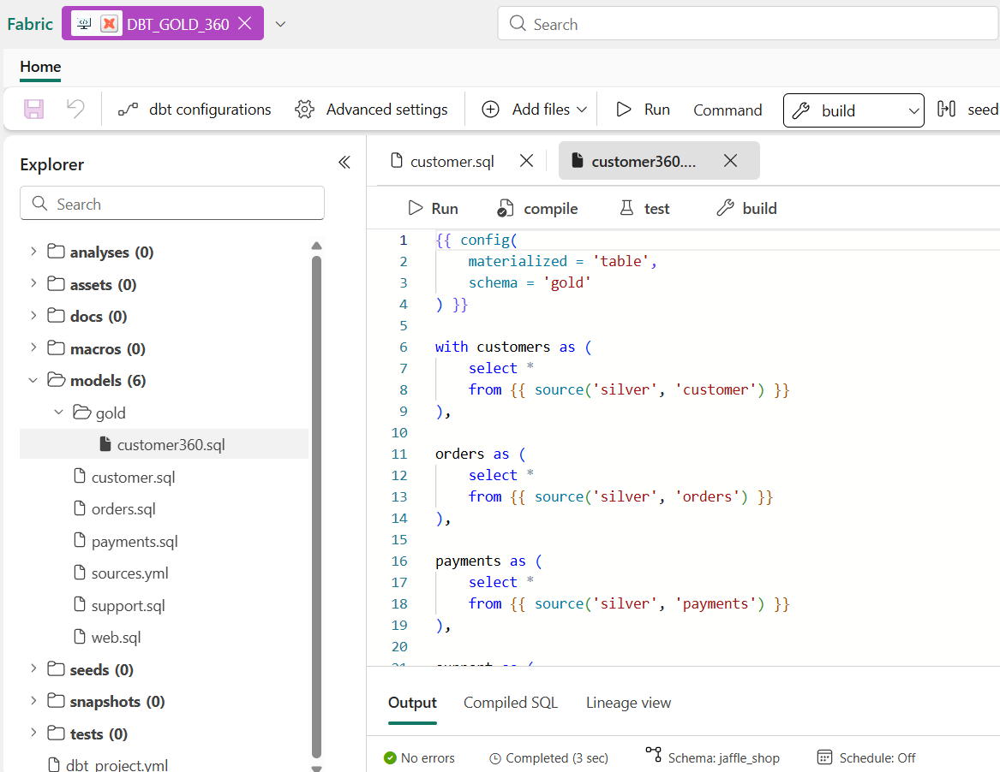 Fabric DBT_GOLD_360 Search
Home
dbt configurations Advanced settings Add files Run Command build seed
Explorer
Search
analyses (0)
assets (0)
docs (0)
macros (0)
models (6)
gold
customer360.sql
customer.sql
orders.sql
payments.sql
sources.yml
support.sql
web.sql
seeds (0)
snapshots (0)
tests (0)
dbt_project.yml
customer.sql customer360....
Run compile test build
1 {{ config(
2 materialized = 'table',
3 schema = 'gold'
4 ) }}
5
6 with customers as (
7 select *
8 from {{ source('silver', 'customer') }}
9 ),
10
11 orders as (
12 select *
13 from {{ source('silver', 'orders') }}
14 ),
15
16 payments as (
17 select *
18 from {{ source('silver', 'payments') }}
19 ),
20
21 support as (
Output Compiled SQL Lineage view
No errors Completed (3 sec) Schema: jaffle_shop Schedule: Off